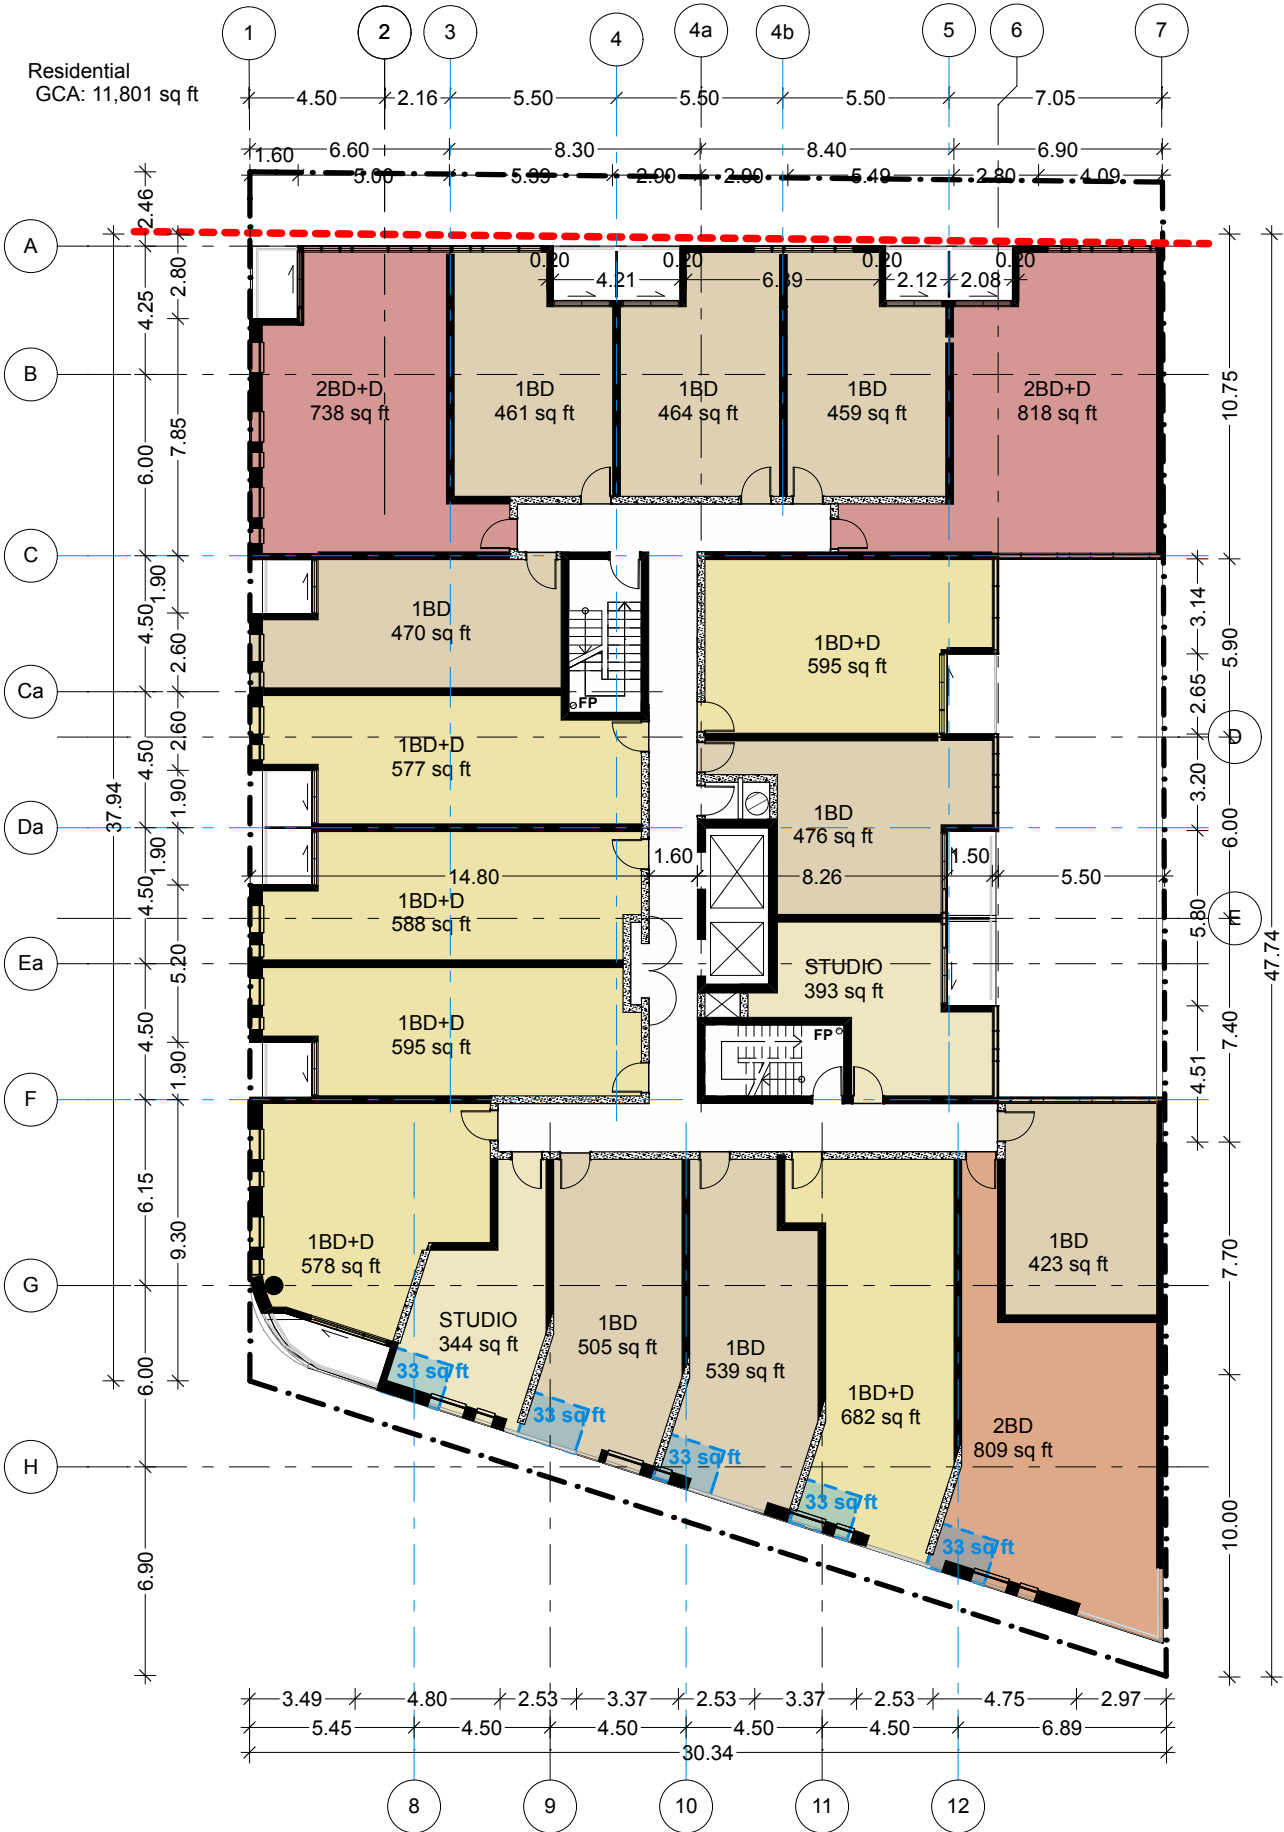 1
2
3
4
4a
4b
5
6
7
Residential
GCA: 11,801 sq ft
4.50
2.16
5.50
5.50
5.50
7.05
6.60
8.30
8.40
6.90
1.60
5.00
5.39
2.90
2.90
5.49
2.80
4.09
2.46
A
2.80
4.25
0.20
4.21
0.20
6.39
0.20
2.12
2.08
0.20
B
10.75
2BD+D
738 sq ft
1BD
461 sq ft
1BD
464 sq ft
1BD
459 sq ft
2BD+D
818 sq ft
7.85
6.00
C
1.90
4.50
2.60
1BD
470 sq ft
3.14
5.90
1BD+D
595 sq ft
2.65
Ca
FP
2.60
4.50
1.90
1BD+D
577 sq ft
D
3.20
37.94
1BD
476 sq ft
Da
6.00
1.90
4.50
14.80
1.60
8.26
1.50
5.50
1BD+D
588 sq ft
E
5.80
Ea
5.20
STUDIO
393 sq ft
47.74
4.50
1BD+D
595 sq ft
FP
7.40
4.51
1.90
F
6.15
9.30
1BD+D
578 sq ft
1BD
423 sq ft
7.70
G
STUDIO
344 sq ft
1BD
505 sq ft
1BD
539 sq ft
33 sq ft
6.00
1BD+D
682 sq ft
33 sq ft
2BD
809 sq ft
H
33 sq ft
33 sq ft
33 sq ft
6.90
10.00
3.49
4.80
2.53
3.37
2.53
3.37
2.53
4.75
2.97
5.45
4.50
4.50
4.50
4.50
6.89
30.34
8
9
10
11
12